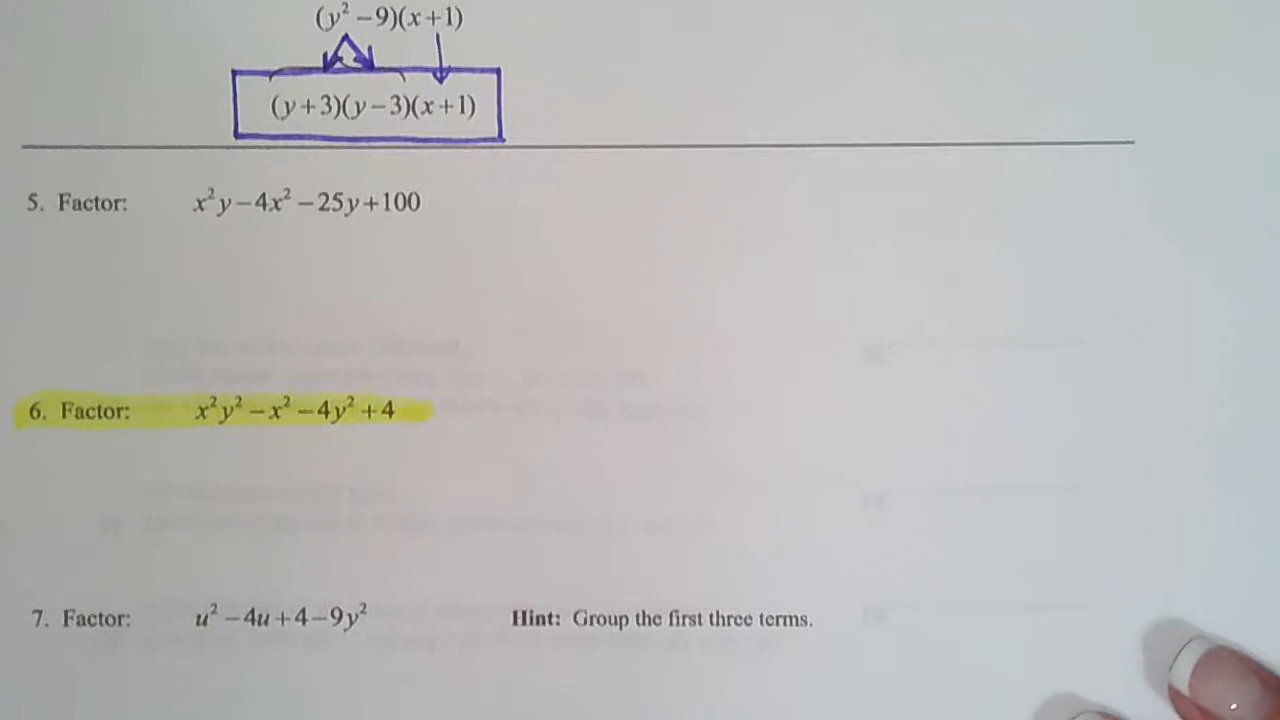 (y² − 9)(x + 1)
(y + 3)(y − 3)(x + 1)
5. Factor: x²y − 4x² − 25y + 100
6. Factor: x²y² − x² − 4y² + 4
7. Factor: u² − 4u + 4 − 9y² Hint: Group the first three terms.